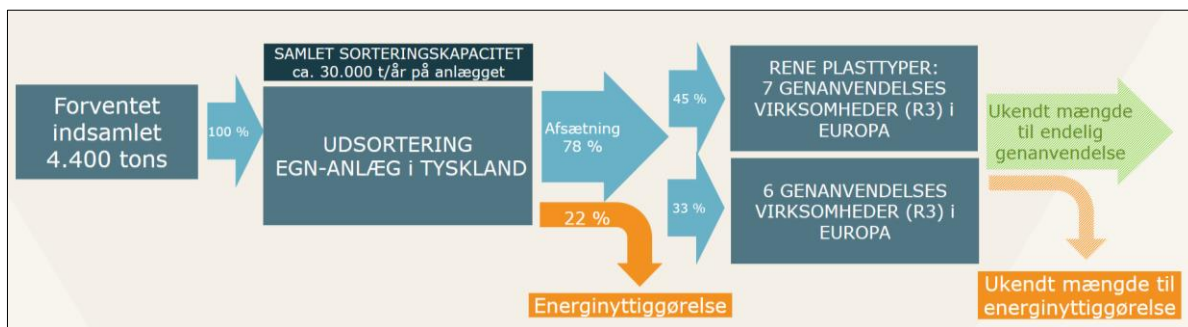 Forventet
indsamlet
4.400 tons
100 %
SAMLET SORTERINGSKAPACITET
ca. 30.000 t/år på anlægget
UDSORTERING
EGN-ANLÆG i TYSKLAND
Afsætning
78 %
22 %
Energinyttiggørelse
45 %
33 %
RENE PLASTTYPER:
7 GENANVENDELSES
VIRKSOMHEDER (R3) i
EUROPA
6 GENANVENDELSES
VIRKSOMHEDER (R3) i
EUROPA
Ukendt mængde
til endelig
genanvendelse
Ukendt mængde til
energinyttiggørelse